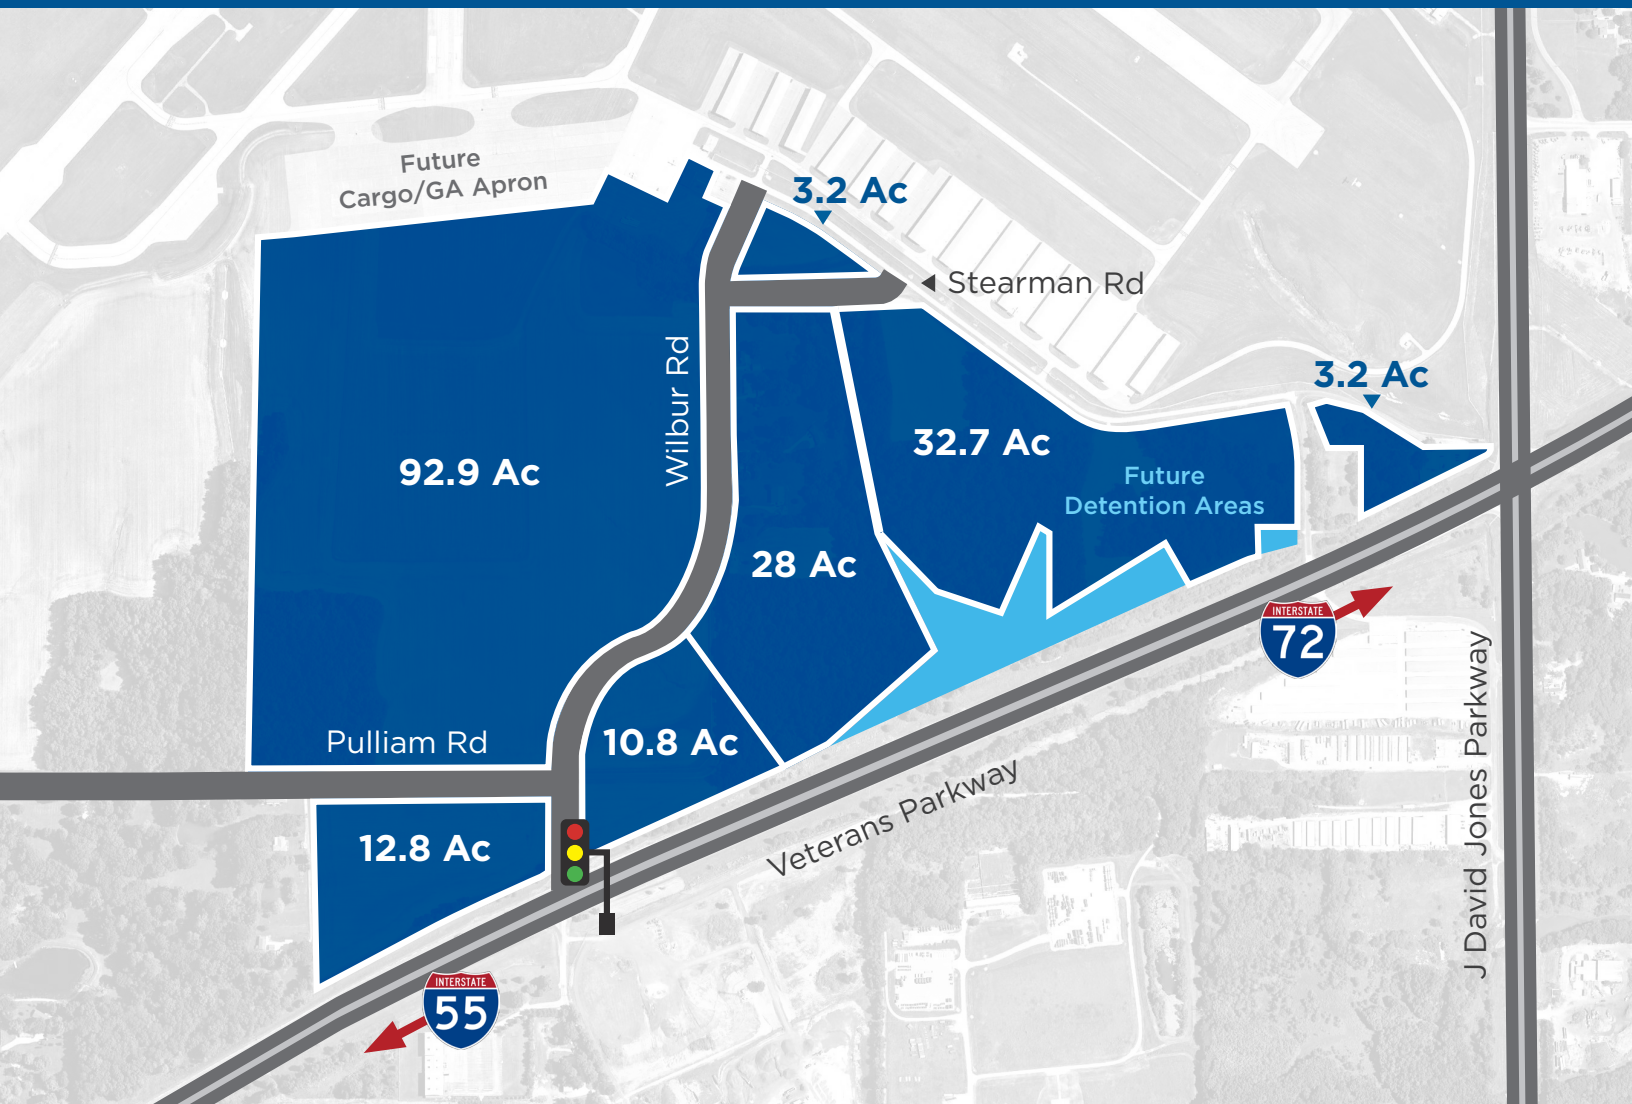 Future
Cargo/GA Apron
3.2 Ac
Stearman Rd
Wilbur Rd
3.2 Ac
92.9 Ac
32.7 Ac
Future
Detention Areas
28 Ac
INTERSTATE
72
Pulliam Rd
10.8 Ac
12.8 Ac
Veterans Parkway
J David Jones Parkway
INTERSTATE
55